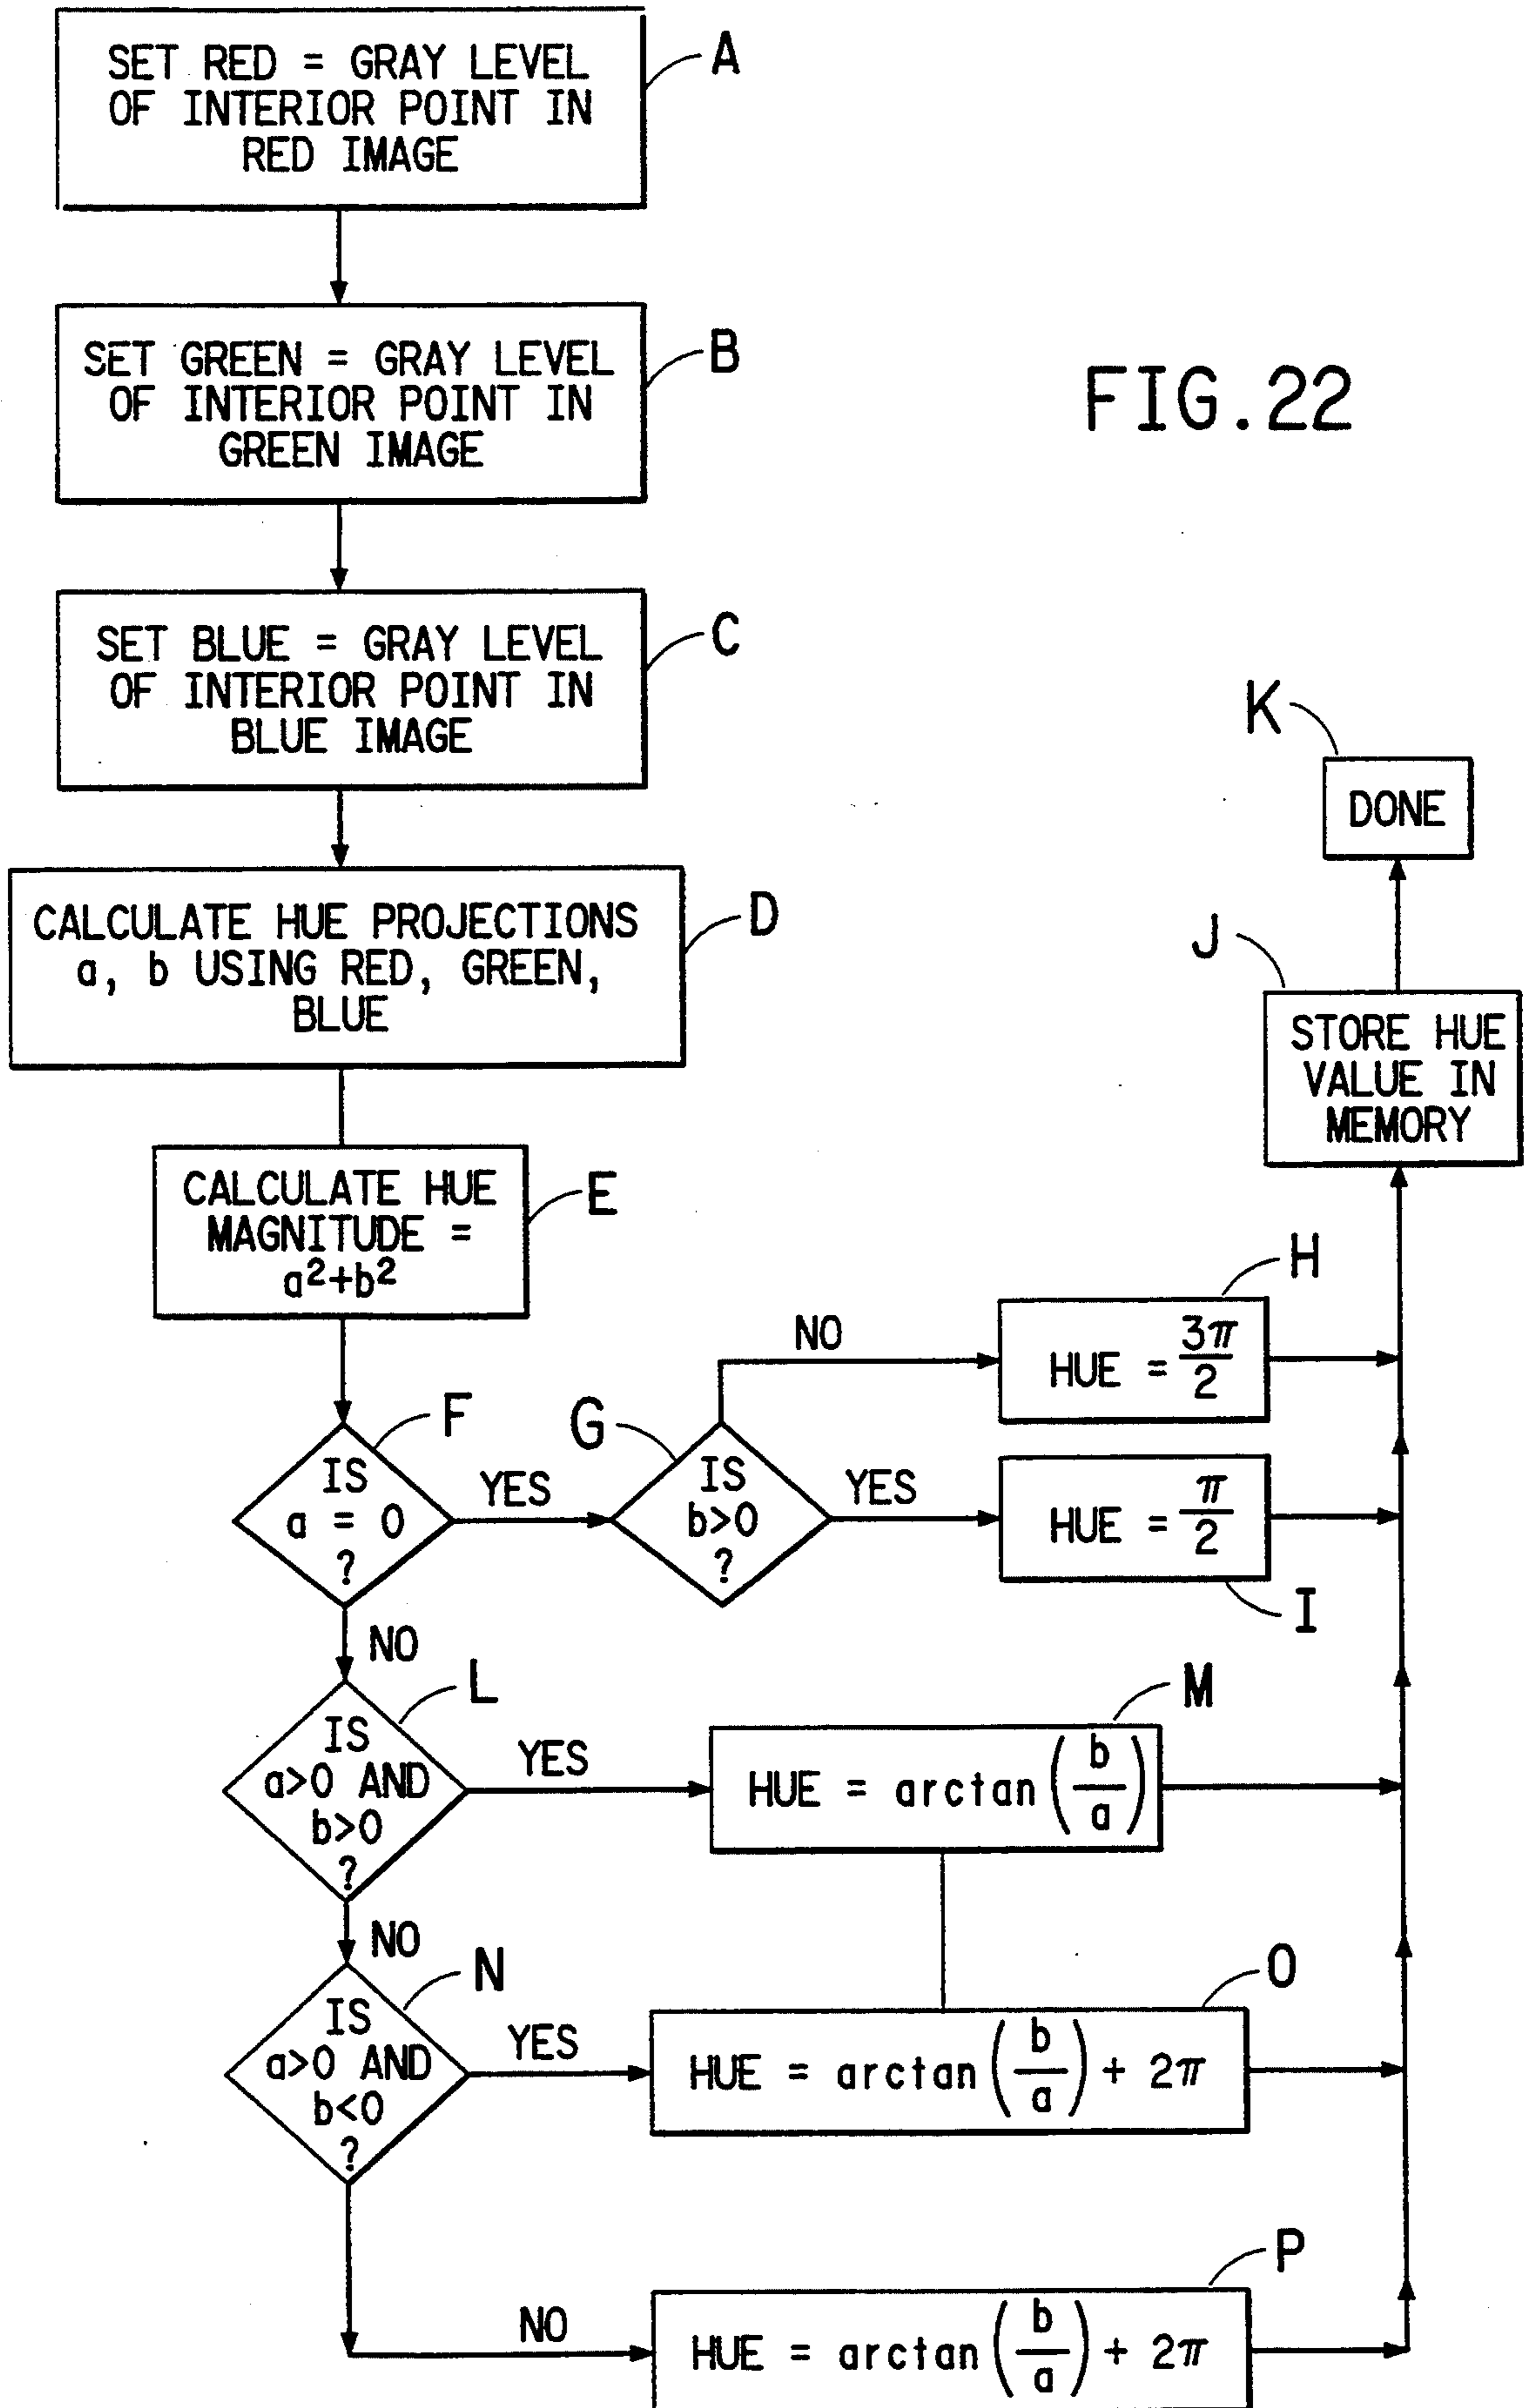 SET RED = GRAY LEVEL
OF INTERIOR POINT IN
RED IMAGE
A
SET GREEN = GRAY LEVEL
OF INTERIOR POINT IN
GREEN IMAGE
B
FIG.22
SET BLUE = GRAY LEVEL
OF INTERIOR POINT IN
BLUE IMAGE
C
K
DONE
CALCULATE HUE PROJECTIONS
a, b USING RED, GREEN,
BLUE
D
J
STORE HUE
VALUE IN
MEMORY
CALCULATE HUE
MAGNITUDE =
a²+b²
E
F
IS
a = 0
?
YES
G
IS
b>0
?
NO
H
HUE = 3π/2
YES
HUE = π/2
I
NO
L
IS
a>0 AND
b>0
?
YES
M
HUE = arctan (b/a)
NO
N
IS
a>0 AND
b<0
?
YES
O
HUE = arctan (b/a) + 2π
NO
P
HUE = arctan (b/a) + 2π